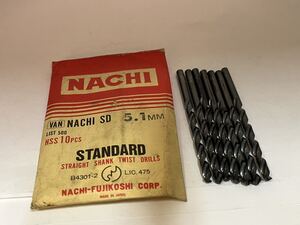 NACHI
(VAN) NACHI SD 5.1MM
LIST 500
HSS 10PCS
STANDARD
STRAIGHT SHANK TWIST DRILLS
B4301-2 LIC. 475
NACHI-FUJIKOSHI CORP.
MADE IN JAPAN